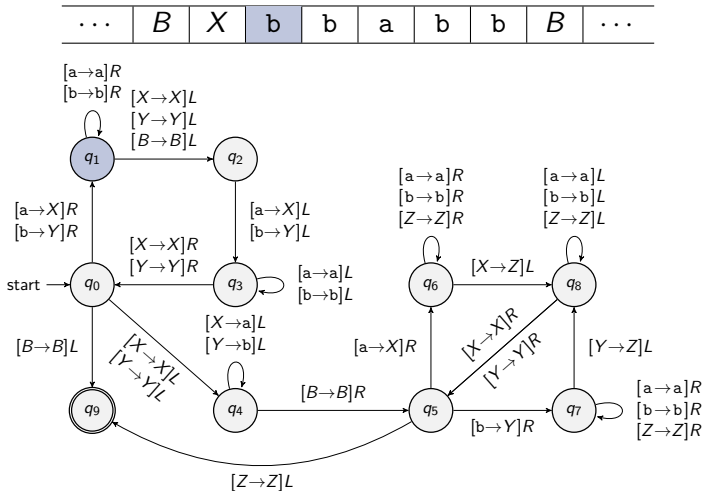 ··· B X b b a b b B ···
[a→a]R
[b→b]R
[X→X]L
[Y→Y]L
[B→B]L
q1
q2
[a→X]R
[b→Y]R
[a→X]L
[b→Y]L
[X→X]R
[Y→Y]R
start
q0
q3
[a→a]L
[b→b]L
[a→a]R
[b→b]R
[Z→Z]R
[a→a]L
[b→b]L
[Z→Z]L
q6
[X→Z]L
q8
[B→B]L
[X→X]L
[Y→Y]L
[X→a]L
[Y→b]L
[a→X]R
[X→X]R
[Y→Y]R
[Y→Z]L
q9
q4
[B→B]R
q5
[b→Y]R
q7
[a→a]R
[b→b]R
[Z→Z]R
[Z→Z]L